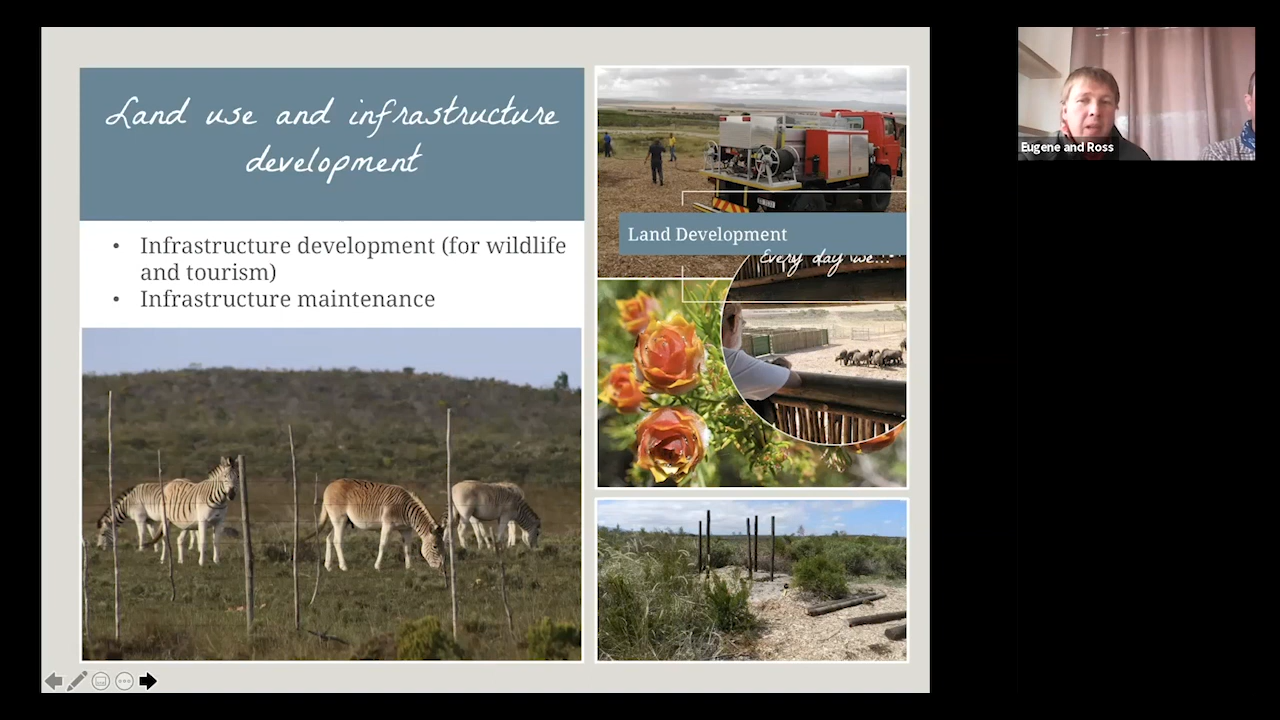 Land use and infrastructure
development
• Infrastructure development (for wildlife
and tourism)
• Infrastructure maintenance
Land Development
Every day we...
Eugene and Ross